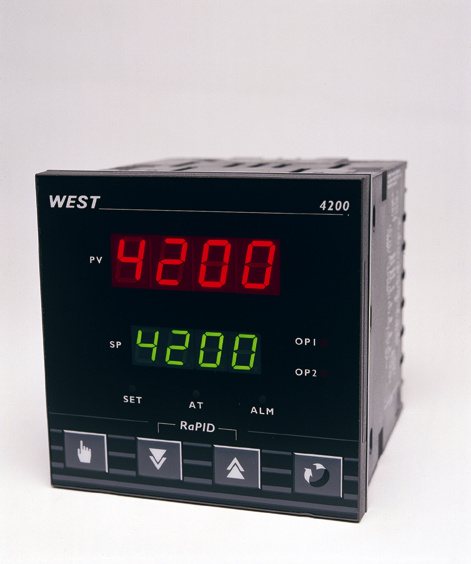 WEST 4200
PV 4200
SP 4200
OP1
OP2
SET AT ALM
RaPID